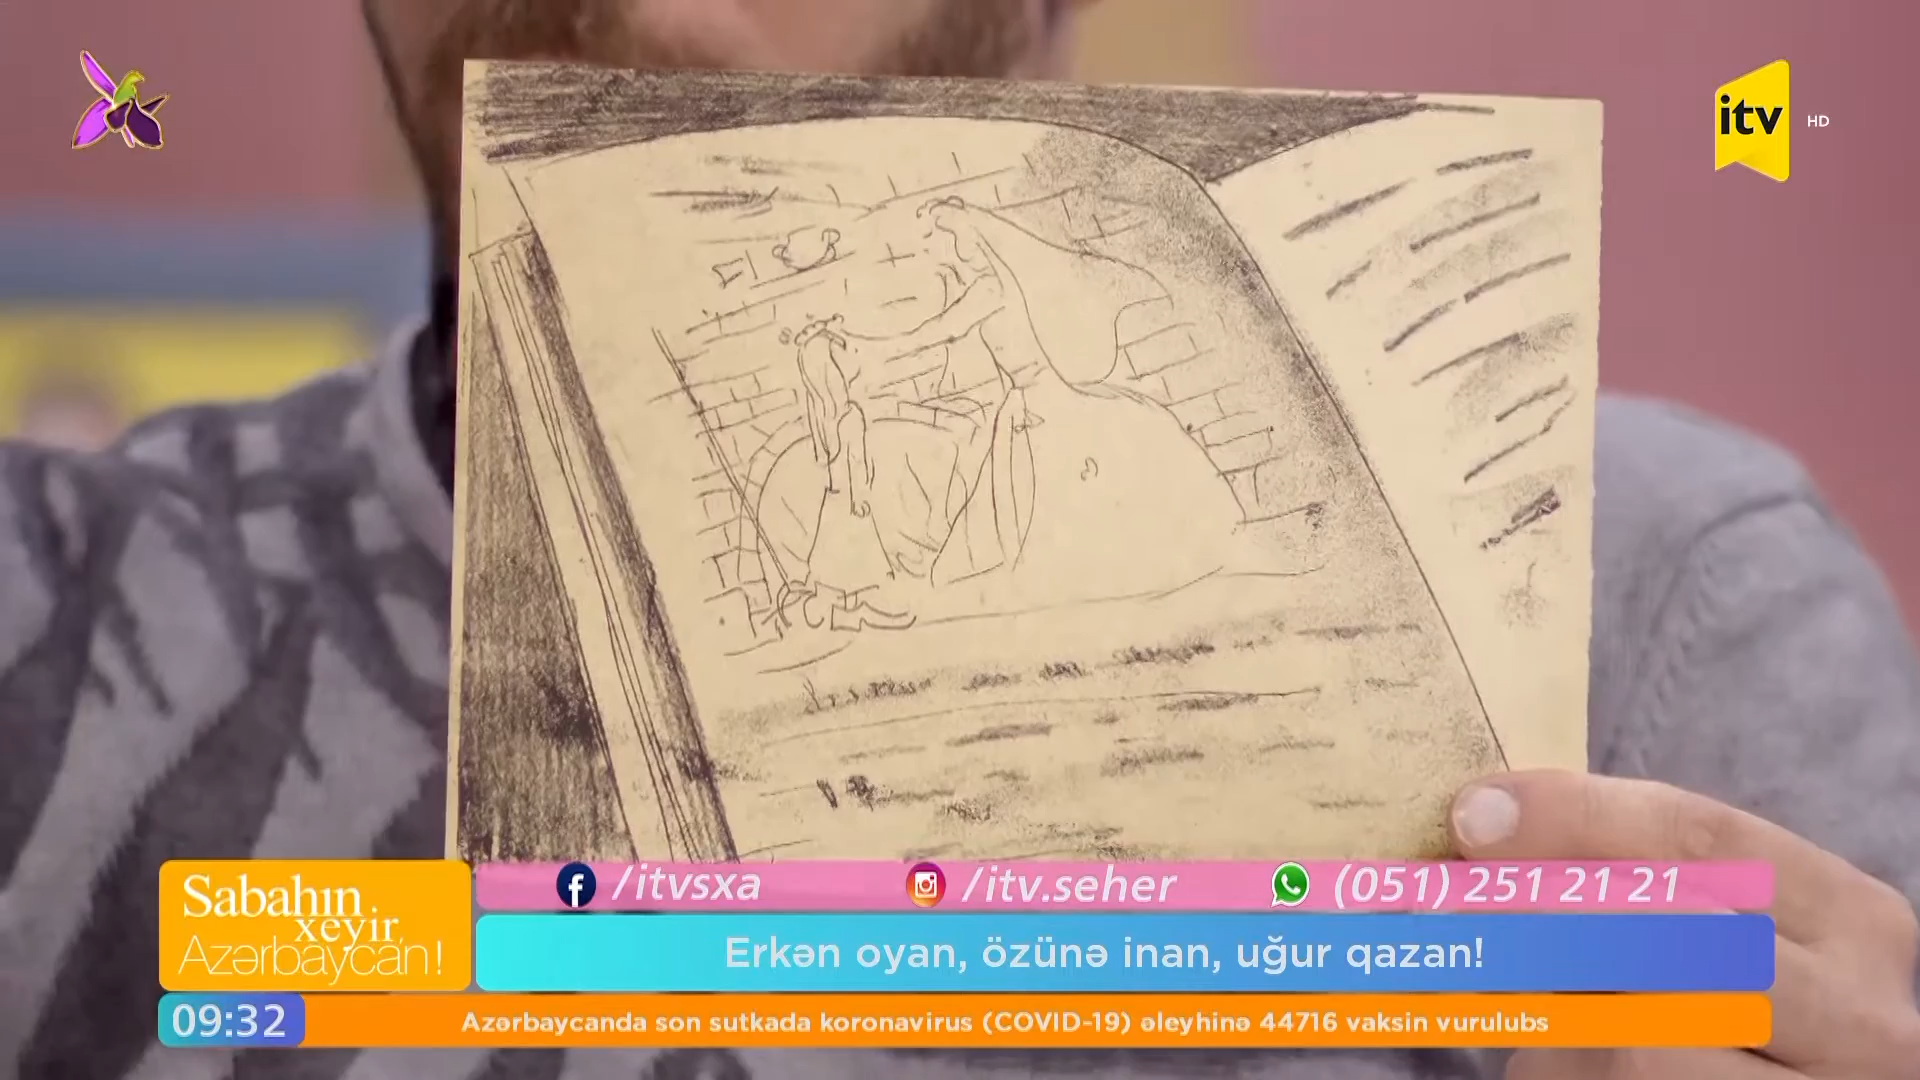 itv HD
Sabahın
xeyir,
Azərbaycan!
/itvsxa /itv.seher (051) 251 21 21
Erkən oyan, özünə inan, uğur qazan!
09:32 Azərbaycanda son sutkada koronavirus (COVID-19) əleyhinə 44716 vaksin vurulubs